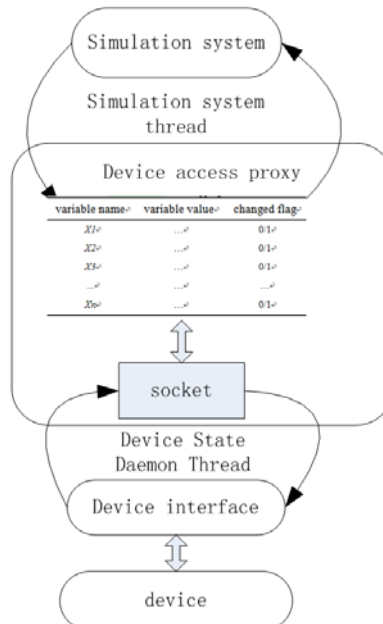 Simulation system
Simulation system
thread
Device access proxy
variable name↵ variable value↵ changed flag↵
X1↵ …↵ 0/1↵
X2↵ …↵ 0/1↵
X3↵ …↵ 0/1↵
…↵ …↵ …↵
Xn↵ …↵ 0/1↵
socket
Device State
Daemon Thread
Device interface
device